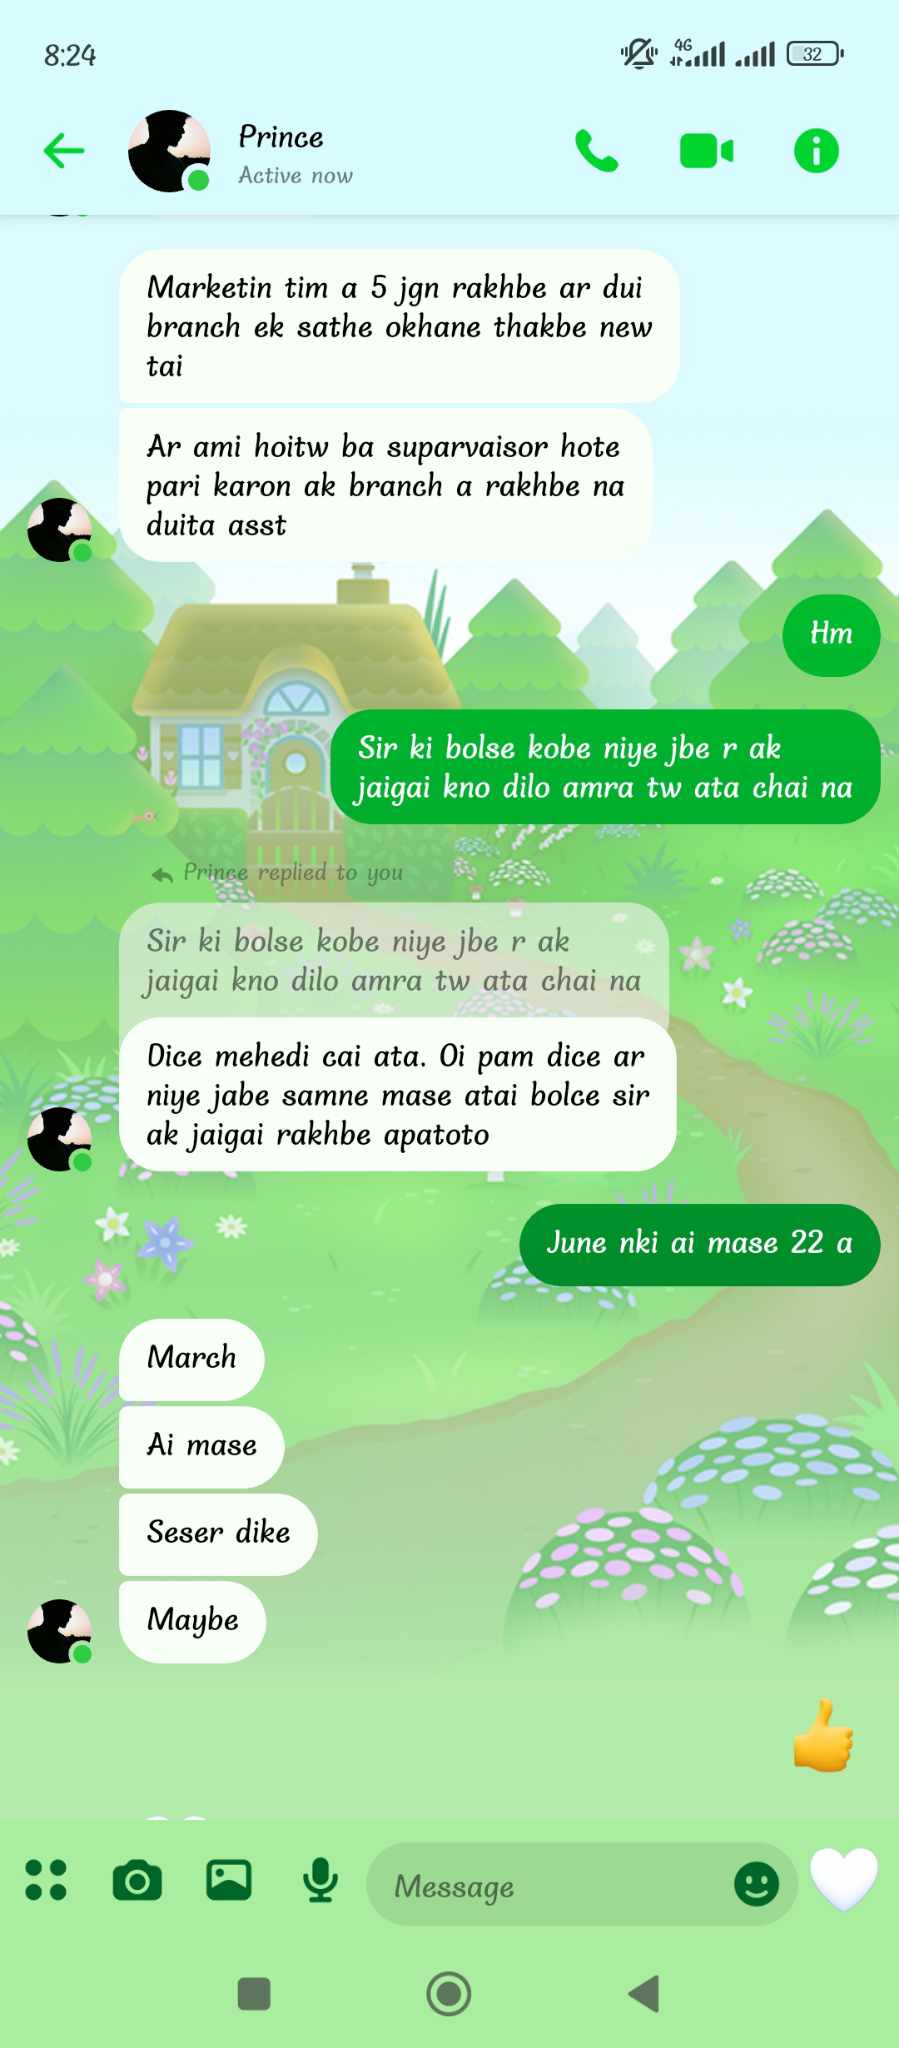 8:24
4G
32
Prince
Active now
Marketin tim a 5 jgn rakhbe ar dui
branch ek sathe okhane thakbe new
tai
Ar ami hoitw ba suparvaisor hote
pari karon ak branch a rakhbe na
duita asst
Hm
Sir ki bolse kobe niye jbe r ak
jaigai kno dilo amra tw ata chai na
Prince replied to you
Sir ki bolse kobe niye jbe r ak
jaigai kno dilo amra tw ata chai na
Dice mehedi cai ata. Oi pam dice ar
niye jabe samne mase atai bolce sir
ak jaigai rakhbe apatoto
June nki ai mase 22 a
March
Ai mase
Seser dike
Maybe
Message